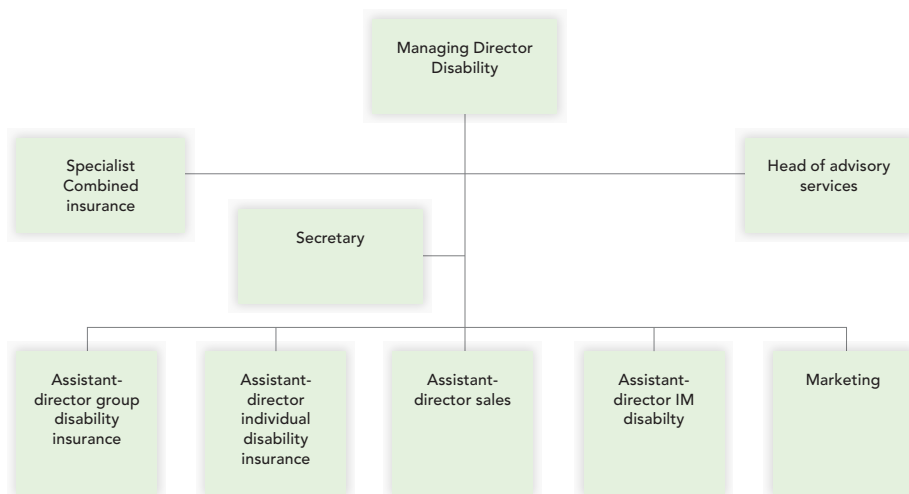 Managing Director
Disability
Specialist
Combined
insurance
Head of advisory
services
Secretary
Assistant-
director group
disability
insurance
Assistant-
director
individual
disability
insurance
Assistant-
director sales
Assistant-
director IM
disabilty
Marketing